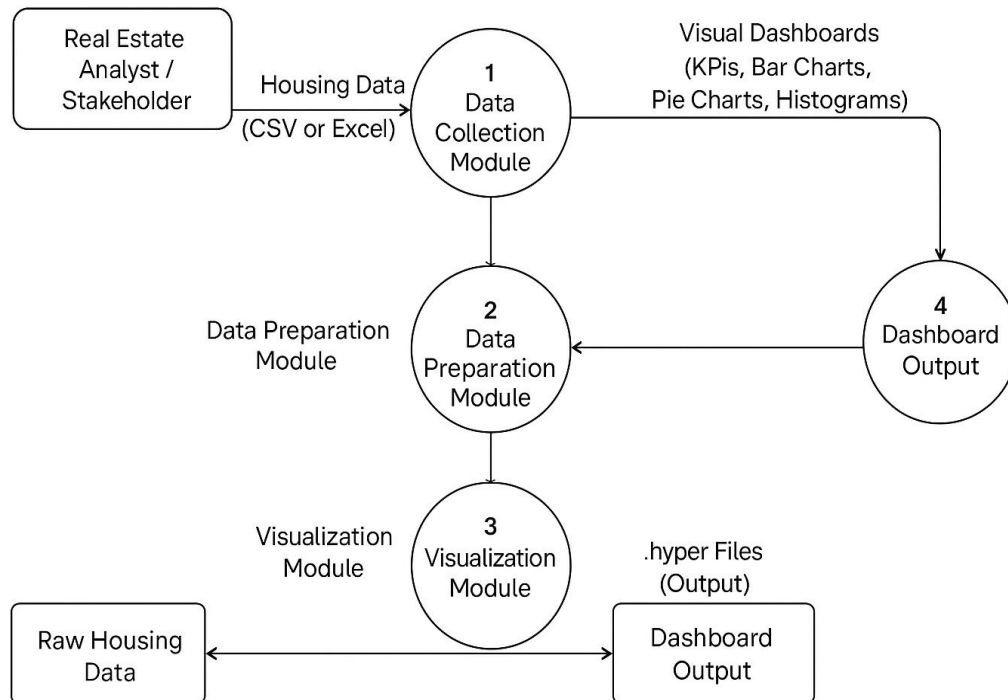 Real Estate
Analyst /
Stakeholder
Housing Data
(CSV or Excel)
1
Data
Collection
Module
Visual Dashboards
(KPis, Bar Charts,
Pie Charts, Histograms)
Data Preparation
Module
2
Data
Preparation
Module
4
Dashboard
Output
Visualization
Module
3
Visualization
Module
.hyper Files
(Output)
Raw Housing
Data
Dashboard
Output